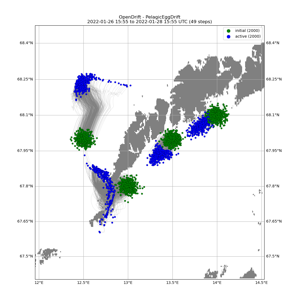 OpenDrift - PelagicEggDrift
2022-01-26 15:55 to 2022-01-28 15:55 UTC (49 steps)
initial (2000)
active (2000)
68.4°N
68.25°N
68.1°N
67.95°N
67.8°N
67.65°N
67.5°N
68.4°N
68.25°N
68.1°N
67.95°N
67.8°N
67.65°N
67.5°N
12°E
12.5°E
13°E
13.5°E
14°E
14.5°E